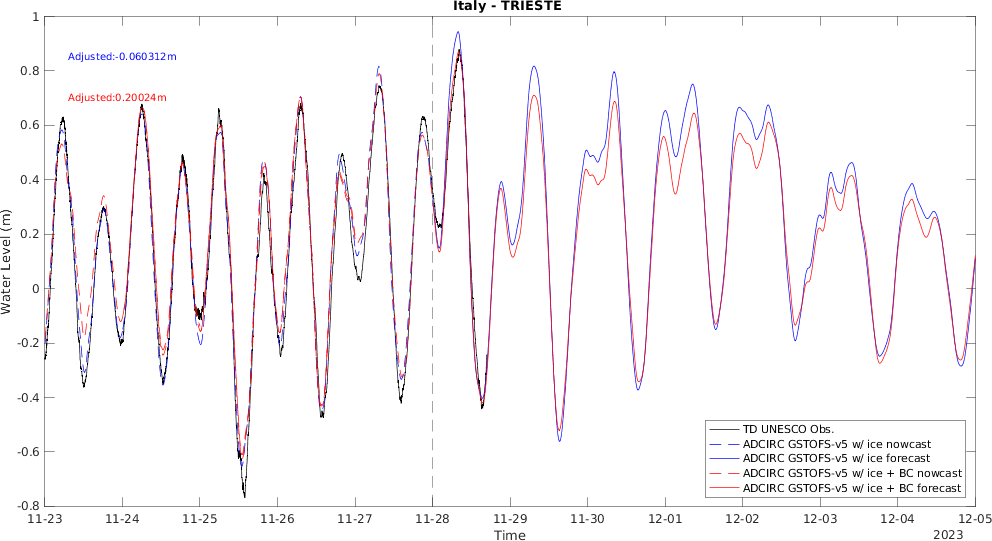 Italy - TRIESTE
Adjusted:-0.060312m
Adjusted:0.20024m
Water Level (m)
1
0.8
0.6
0.4
0.2
0
-0.2
-0.4
-0.6
-0.8
TD UNESCO Obs.
ADCIRC GSTOFS-v5 w/ ice nowcast
ADCIRC GSTOFS-v5 w/ ice forecast
ADCIRC GSTOFS-v5 w/ ice + BC nowcast
ADCIRC GSTOFS-v5 w/ ice + BC forecast
11-23 11-24 11-25 11-26 11-27 11-28 11-29 11-30 12-01 12-02 12-03 12-04 12-05
Time
2023